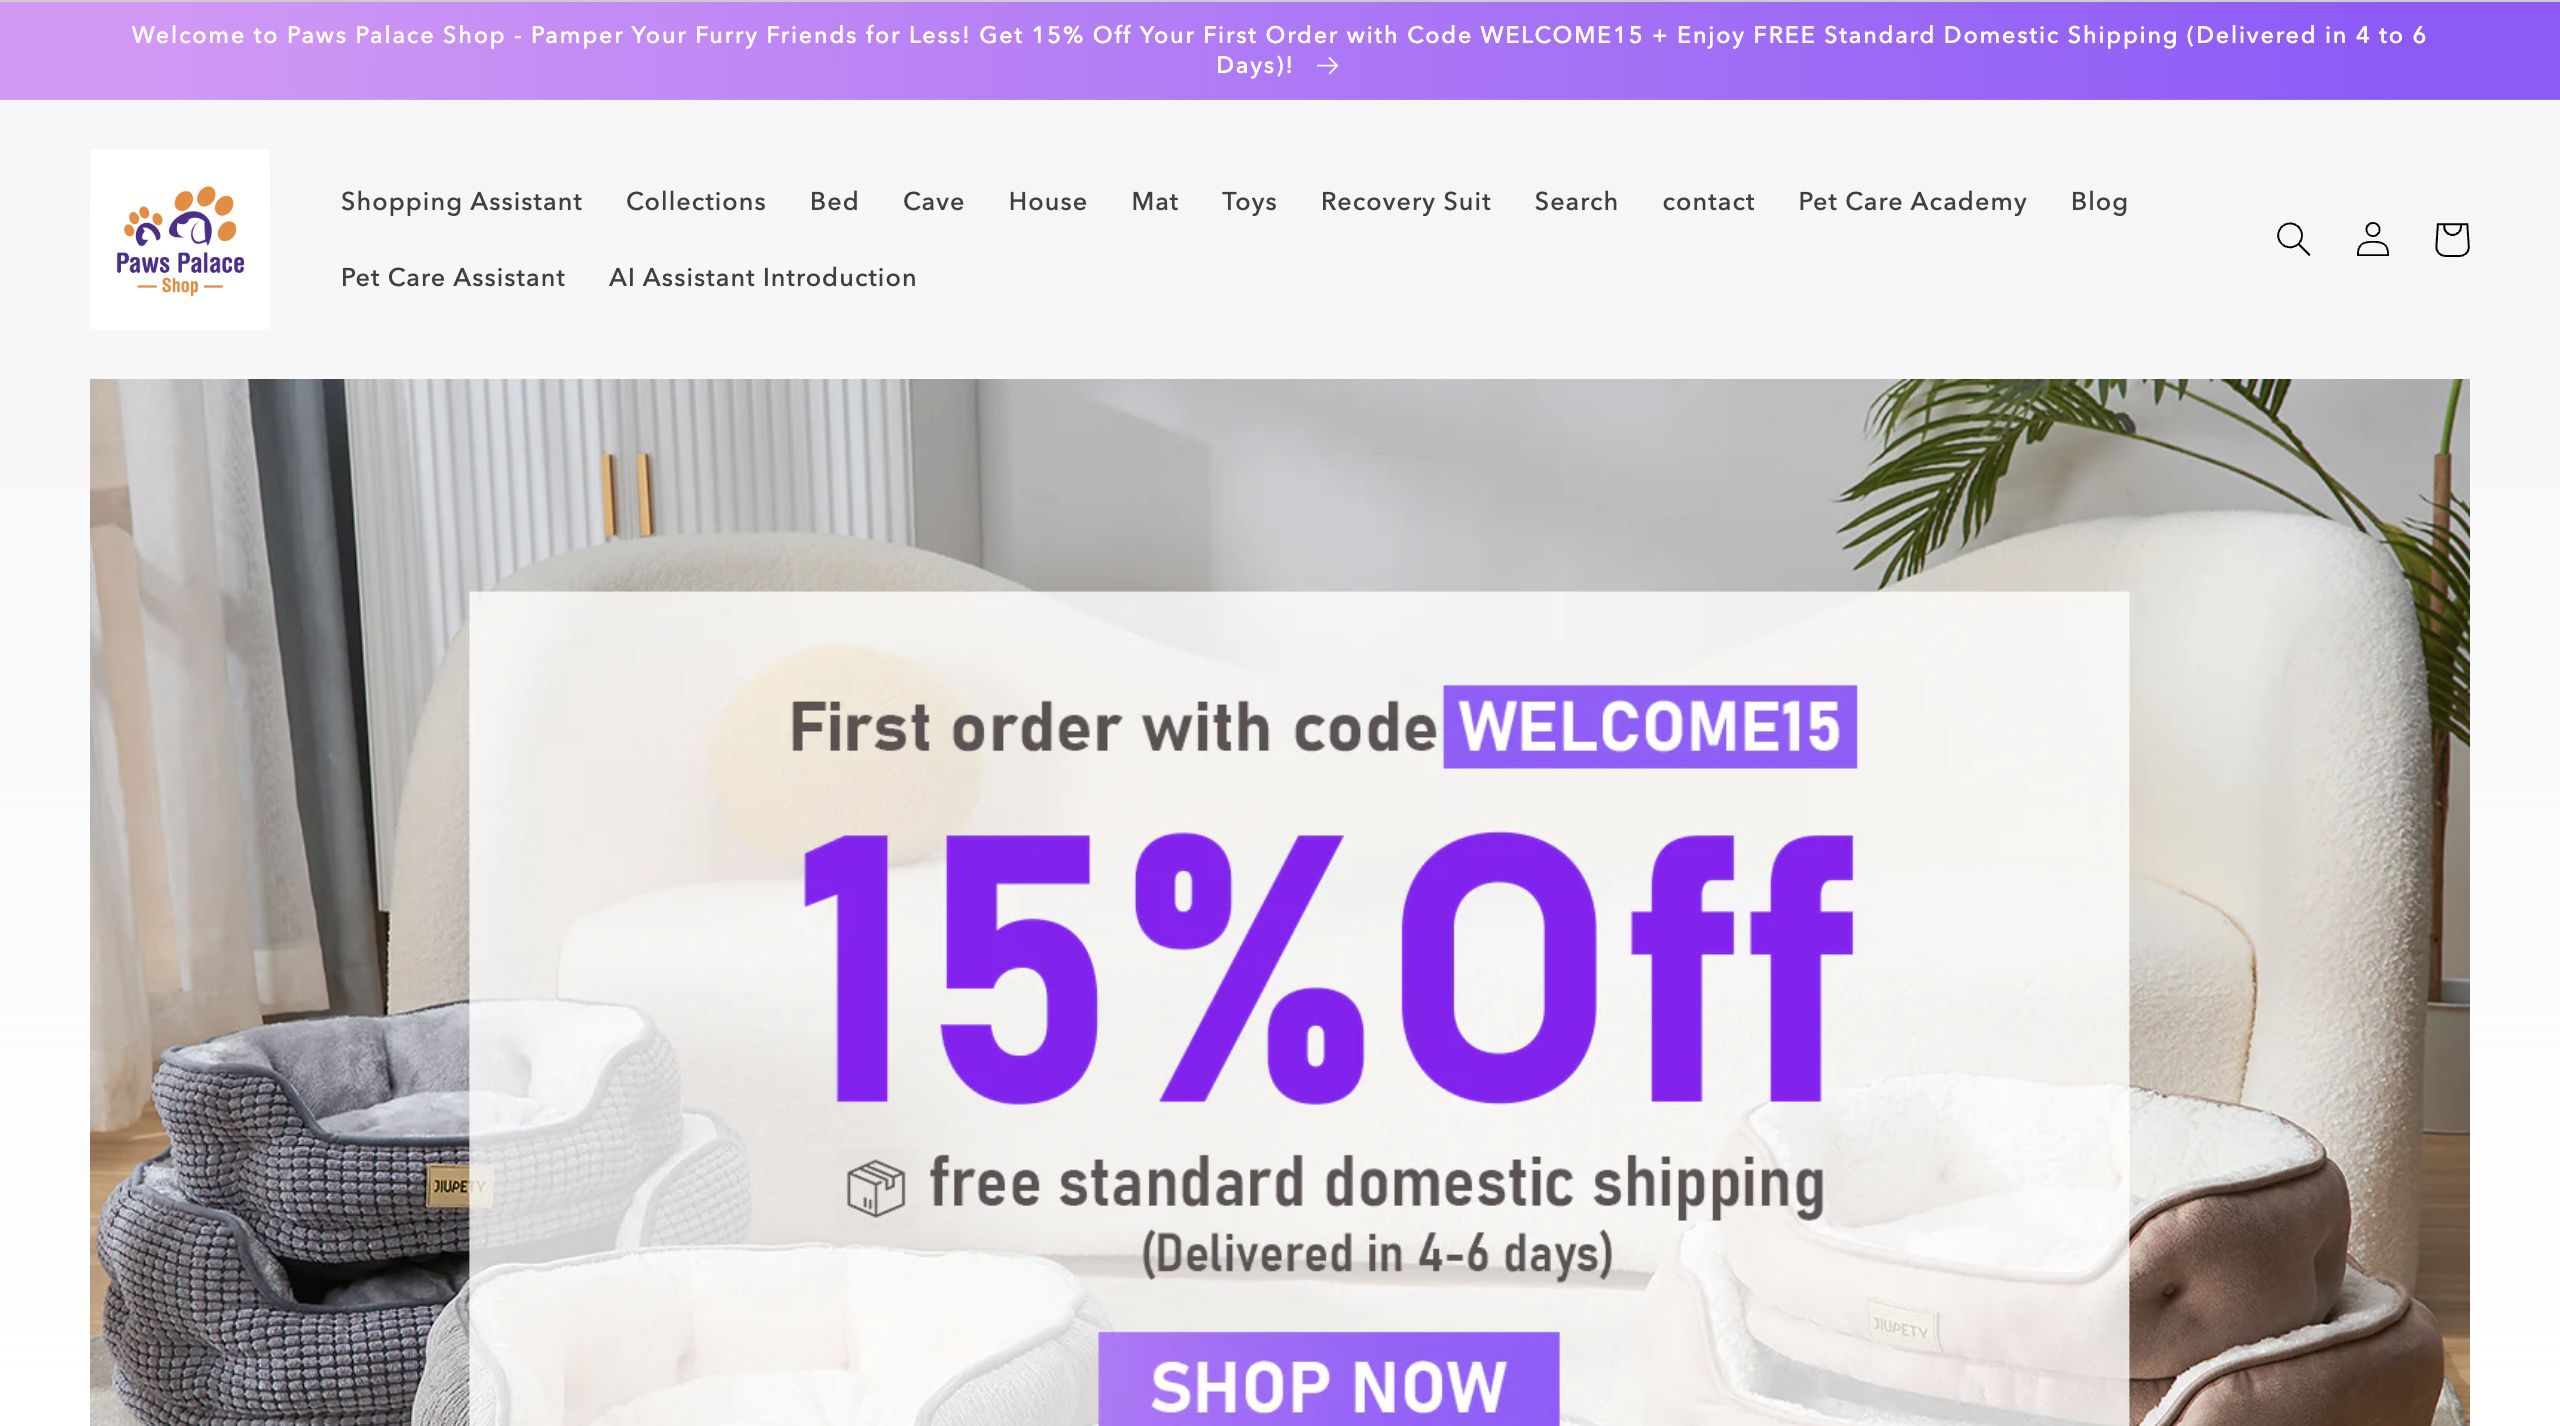 Welcome to Paws Palace Shop - Pamper Your Furry Friends for Less! Get 15% Off Your First Order with Code WELCOME15 + Enjoy FREE Standard Domestic Shipping (Delivered in 4 to 6
Days)! →
Paws Palace
— Shop —
Shopping Assistant Collections Bed Cave House Mat Toys Recovery Suit Search contact Pet Care Academy Blog
Pet Care Assistant AI Assistant Introduction
First order with code WELCOME15
15%Off
free standard domestic shipping
(Delivered in 4-6 days)
JIUPETY
JIUPETY
SHOP NOW